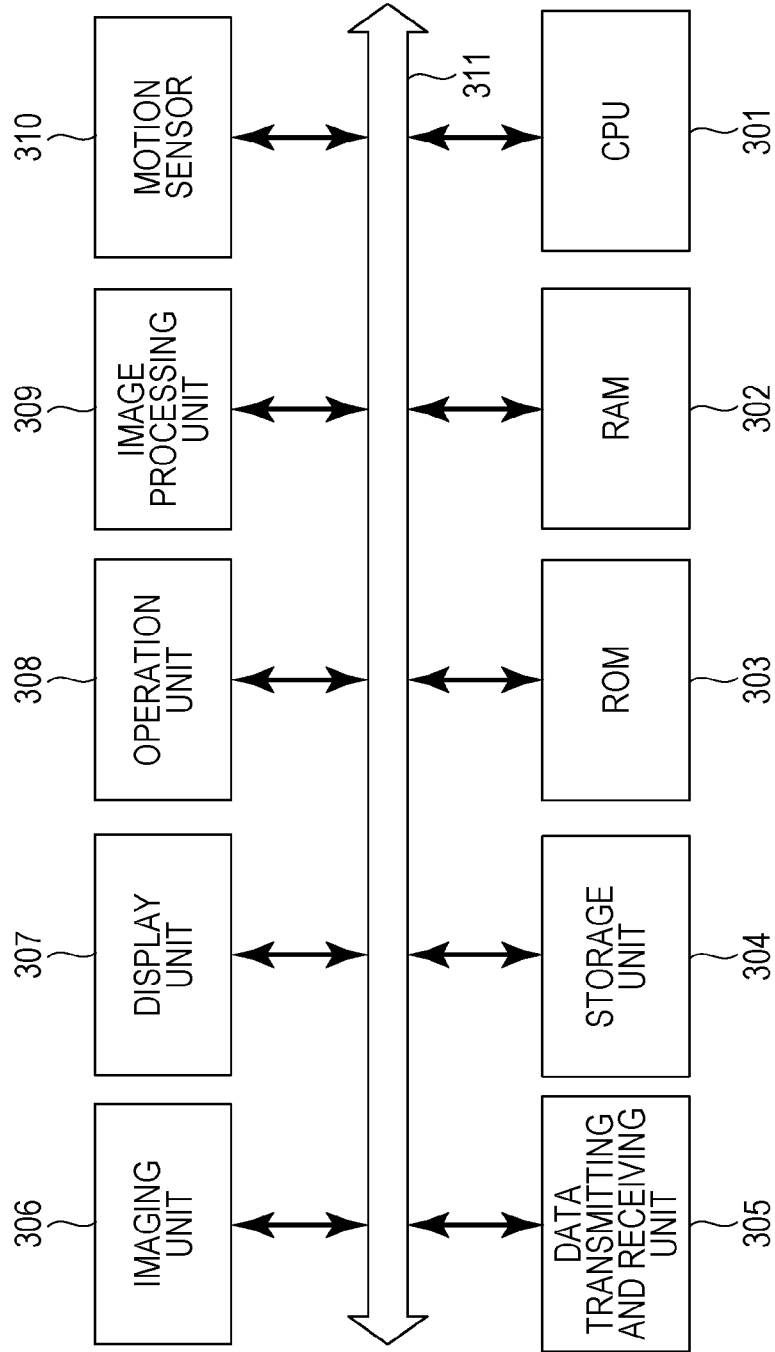 306
307
308
309
310
IMAGING
UNIT
DISPLAY
UNIT
OPERATION
UNIT
IMAGE
PROCESSING
UNIT
MOTION
SENSOR
311
DATA
TRANSMITTING
AND RECEIVING
UNIT
STORAGE
UNIT
ROM
RAM
CPU
305
304
303
302
301